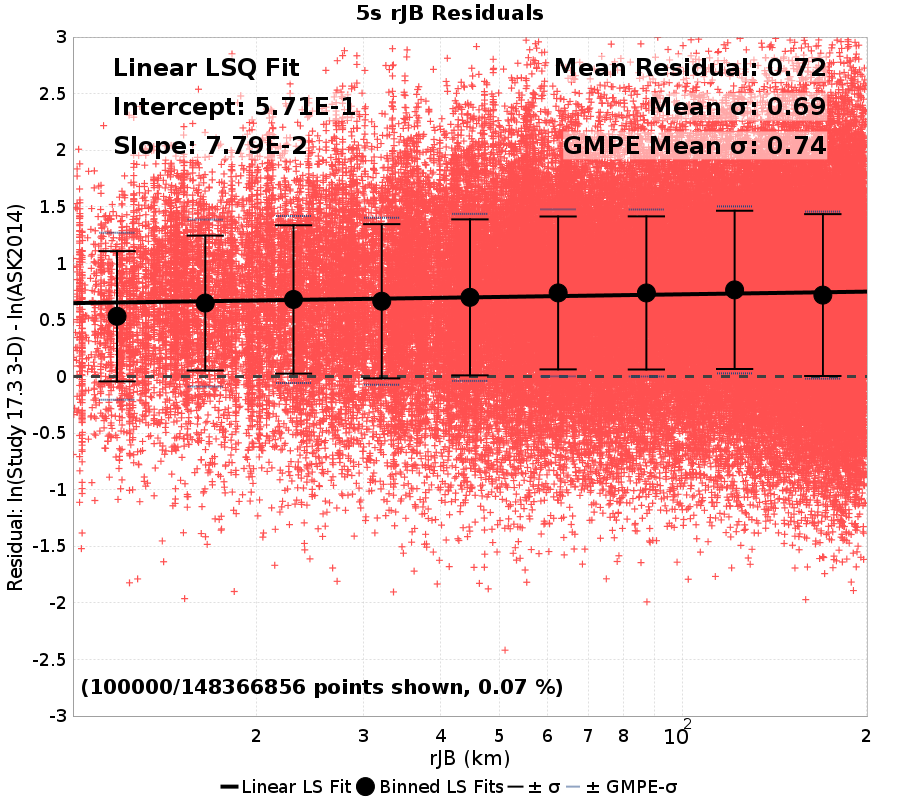 5s rJB Residuals
Linear LSQ Fit
Intercept: 5.71E-1
Slope: 7.79E-2
Mean Residual: 0.72
Mean σ: 0.69
GMPE Mean σ: 0.74
3
2.5
2
1.5
1
0.5
0
-0.5
-1
-1.5
-2
-2.5
-3
Residual: ln(Study 17.3 3-D) - ln(ASK2014)
(100000/148366856 points shown, 0.07 %)
2 3 4 5 6 7 8 10² 2
rJB (km)
Linear LS Fit Binned LS Fits ± σ ± GMPE-σ